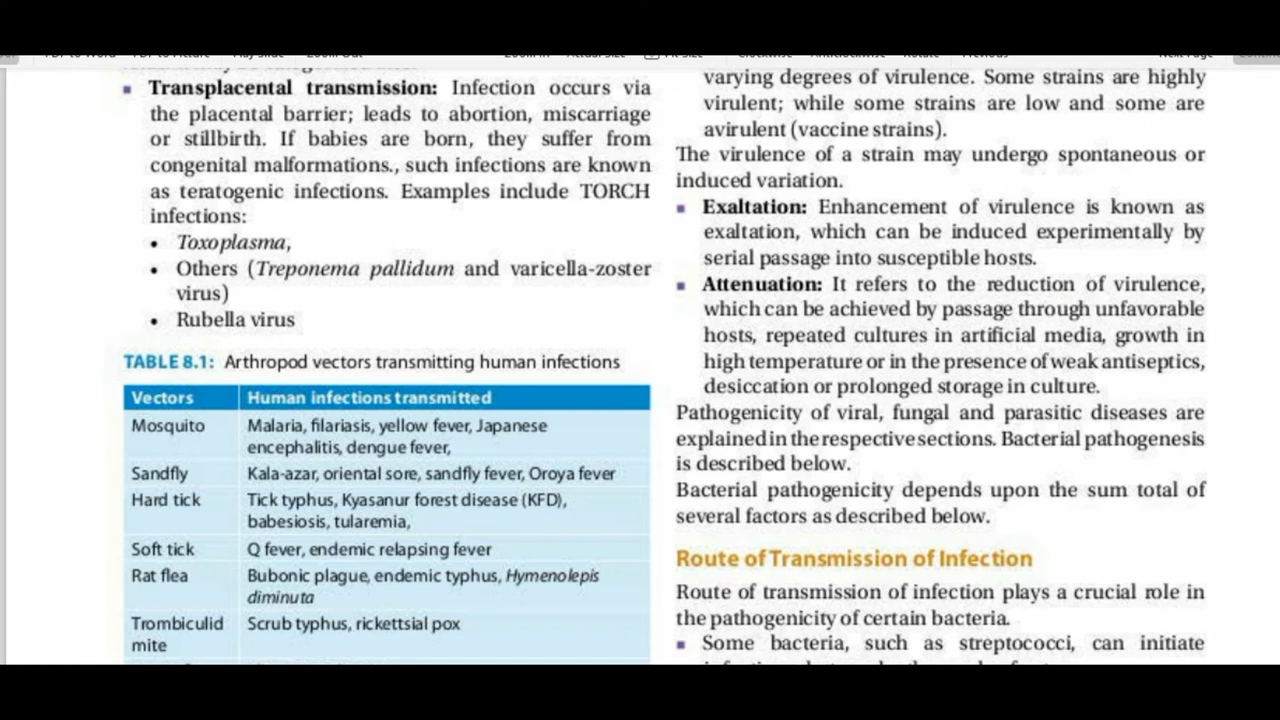 Transplacental transmission: Infection occurs via
the placental barrier; leads to abortion, miscarriage
or stillbirth. If babies are born, they suffer from
congenital malformations., such infections are known
as teratogenic infections. Examples include TORCH
infections:
• Toxoplasma,
• Others (Treponema pallidum and varicella-zoster
virus)
• Rubella virus
TABLE 8.1: Arthropod vectors transmitting human infections
Vectors Human infections transmitted
Mosquito Malaria, filariasis, yellow fever, Japanese
encephalitis, dengue fever,
Sandfly Kala-azar, oriental sore, sandfly fever, Oroya fever
Hard tick Tick typhus, Kyasanur forest disease (KFD),
babesiosis, tularemia,
Soft tick Q fever, endemic relapsing fever
Rat flea Bubonic plague, endemic typhus, Hymenolepis
diminuta
Trombiculid Scrub typhus, rickettsial pox
mite
varying degrees of virulence. Some strains are highly
virulent; while some strains are low and some are
avirulent (vaccine strains).
The virulence of a strain may undergo spontaneous or
induced variation.
Exaltation: Enhancement of virulence is known as
exaltation, which can be induced experimentally by
serial passage into susceptible hosts.
Attenuation: It refers to the reduction of virulence,
which can be achieved by passage through unfavorable
hosts, repeated cultures in artificial media, growth in
high temperature or in the presence of weak antiseptics,
desiccation or prolonged storage in culture.
Pathogenicity of viral, fungal and parasitic diseases are
explained in the respective sections. Bacterial pathogenesis
is described below.
Bacterial pathogenicity depends upon the sum total of
several factors as described below.
Route of Transmission of Infection
Route of transmission of infection plays a crucial role in
the pathogenicity of certain bacteria.
Some bacteria, such as streptococci, can initiate